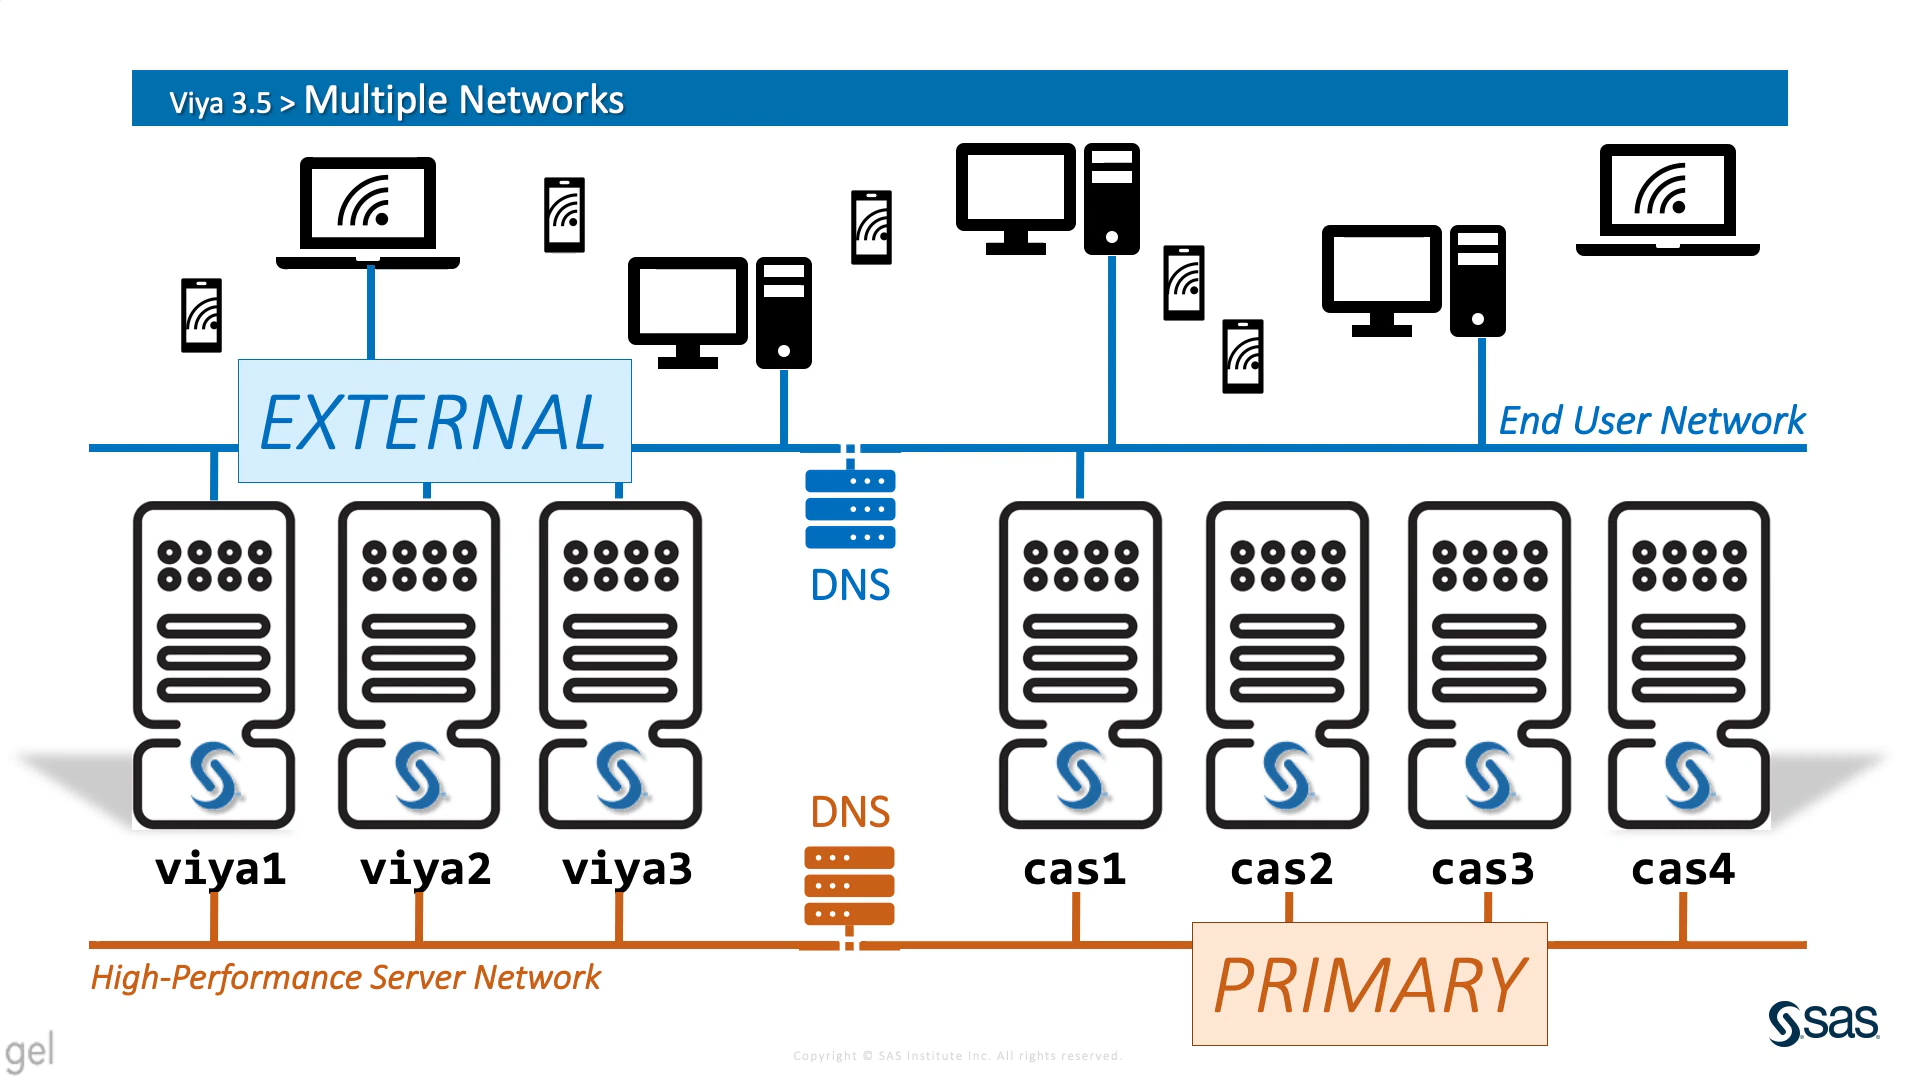 Viya 3.5 > Multiple Networks
EXTERNAL
End User Network
DNS
DNS
viya1 viya2 viya3 cas1 cas2 cas3 cas4
High-Performance Server Network
PRIMARY
sas
gel
Copyright © SAS Institute Inc. All rights reserved.